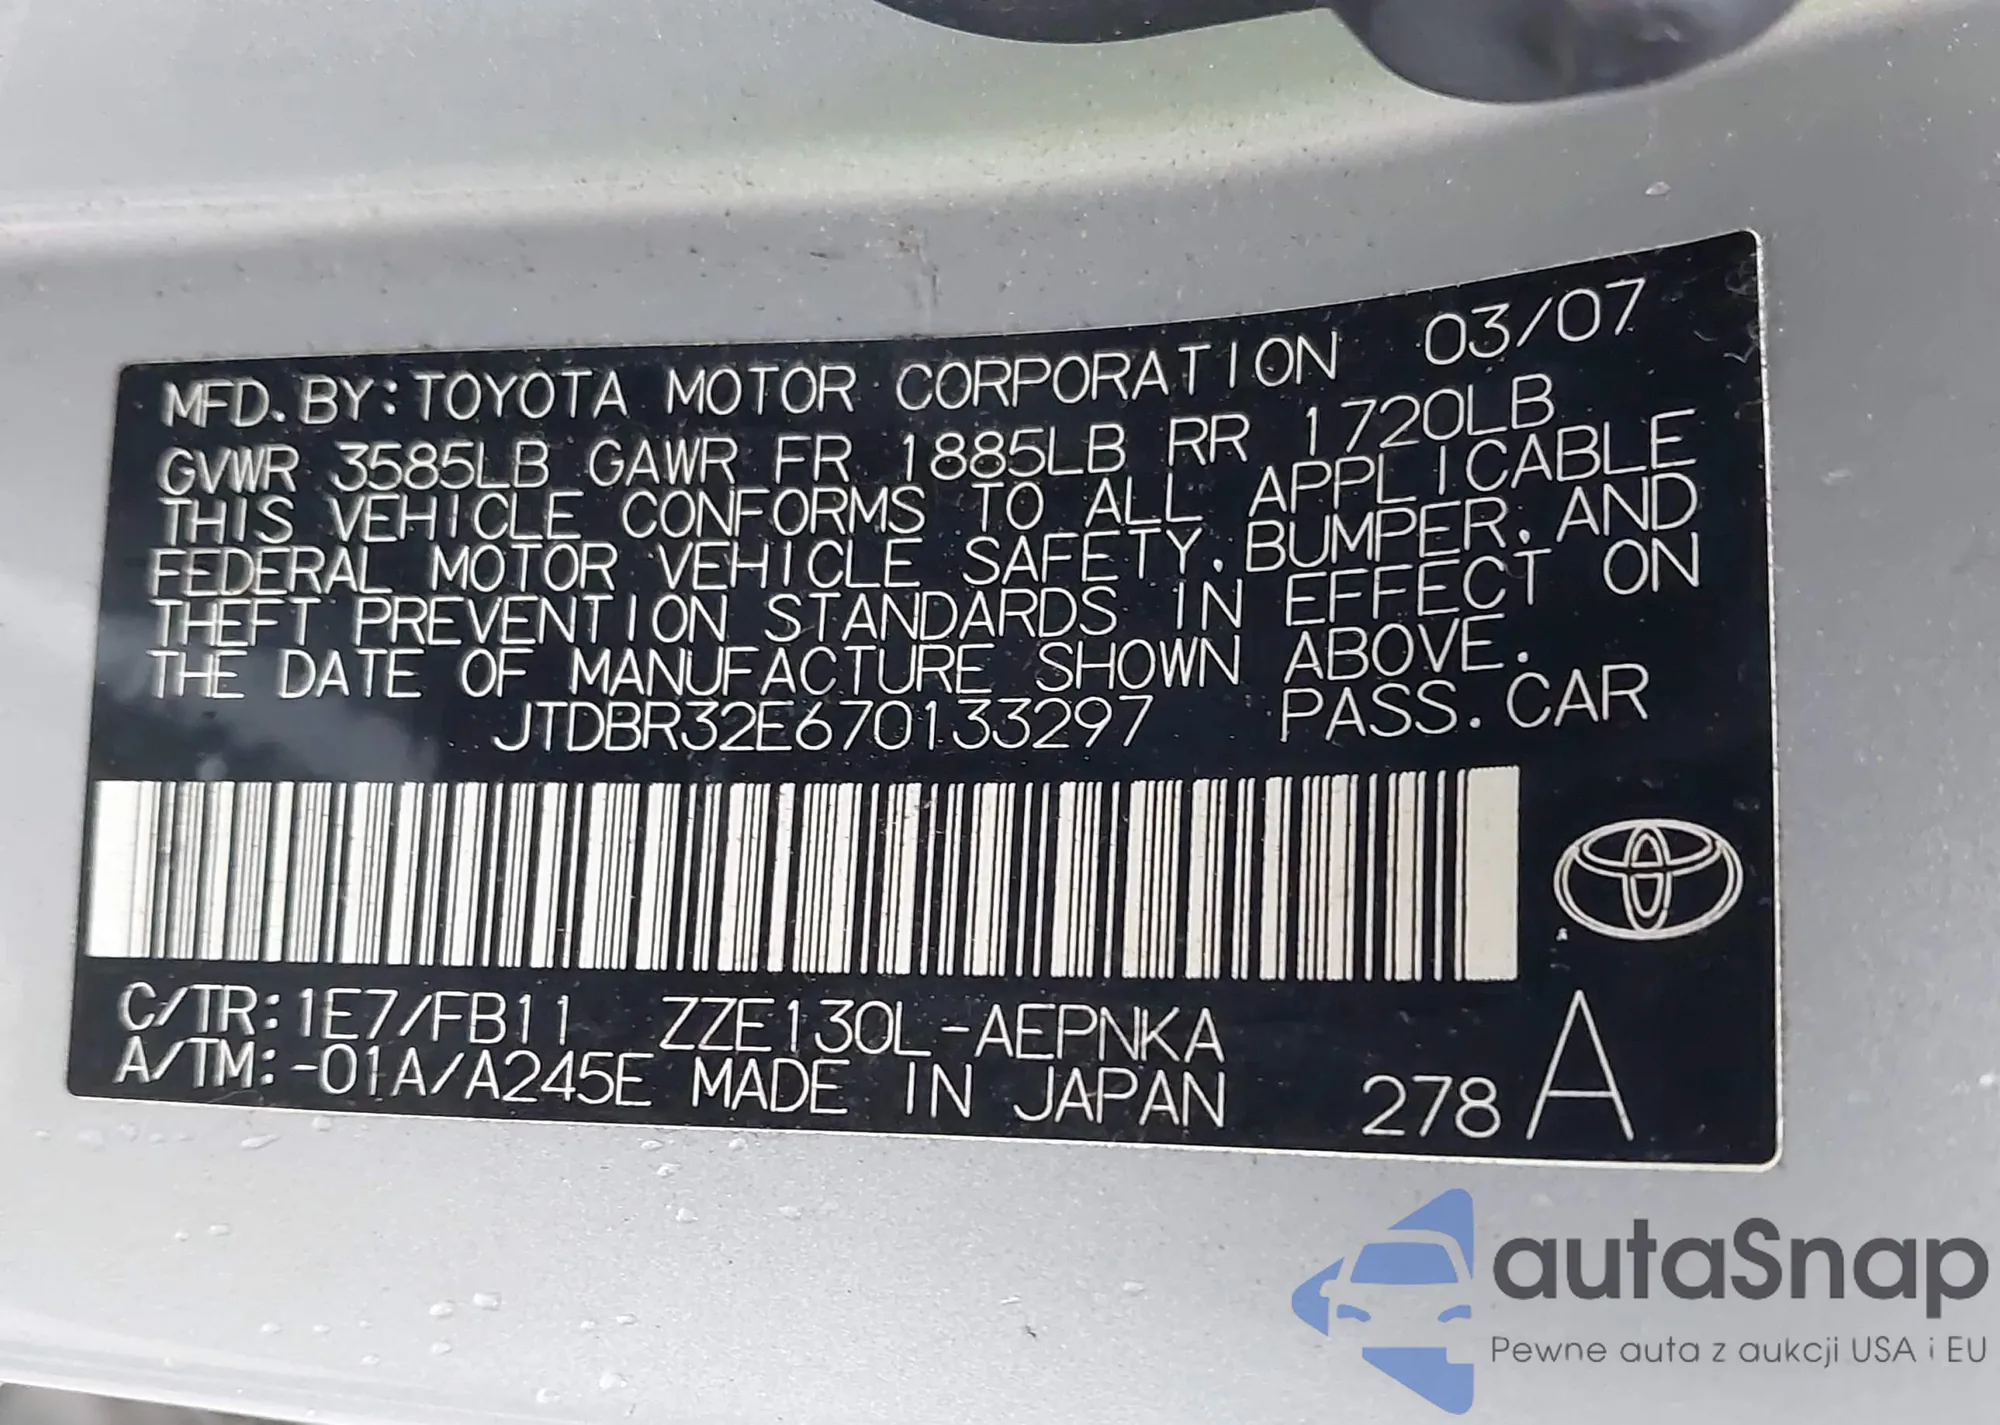 MFD. BY: TOYOTA MOTOR CORPORATION 03/07
GVWR 3585LB GAWR FR 1885LB RR 1720LB
THIS VEHICLE CONFORMS TO ALL APPLICABLE
FEDERAL MOTOR VEHICLE SAFETY, BUMPER, AND
THEFT PREVENTION STANDARDS IN EFFECT ON
THE DATE OF MANUFACTURE SHOWN ABOVE.
JTDBR32E670133297 PASS. CAR
C/TR: 1E7/FB11 ZZE130L-AEPNKA
A/TM: -01A/A245E MADE IN JAPAN 278 A
autaSnap
Pewne auta z aukcji USA i EU